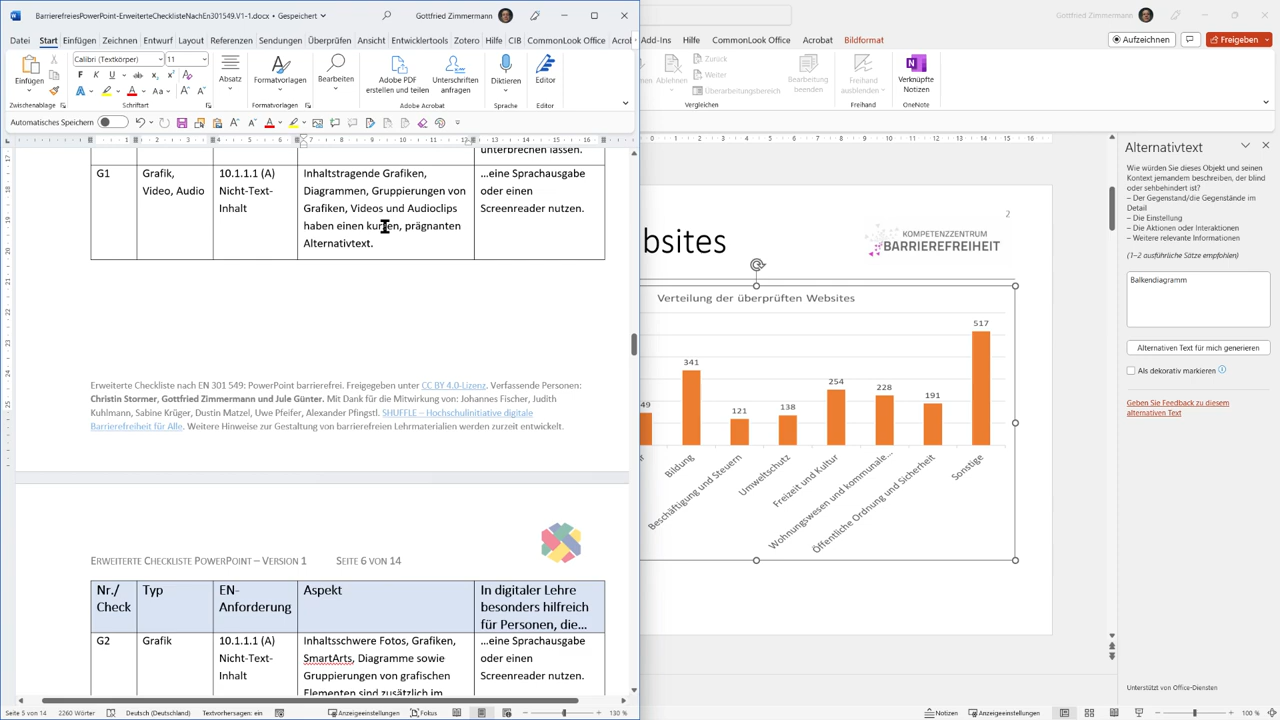 BarrierefreiesPowerPoint-ErweiterteChecklisteNachEn301549.V1-1.docx • Gespeichert
Gottfried Zimmermann
Datei Start Einfügen Zeichnen Entwurf Layout Referenzen Sendungen Überprüfen Ansicht Entwicklertools Zotero Hilfe CIB CommonLook Office Acrob
Calibri (Textkörper) 11
Einfügen
F K U
Absatz
Formatvorlagen
Bearbeiten
Adobe PDF
erstellen und teilen
Unterschriften
anfragen
Diktieren
Editor
Zwischenablage Schriftart Formatvorlagen Adobe Acrobat Sprache Editor
Automatisches Speichern
unterbrechen lassen.
G1
Grafik,
Video, Audio
10.1.1.1 (A)
Nicht-Text-
Inhalt
Inhaltstragende Grafiken,
Diagrammen, Gruppierungen von
Grafiken, Videos und Audioclips
haben einen kurzen, prägnanten
Alternativtext.
...eine Sprachausgabe
oder einen
Screenreader nutzen.
Erweiterte Checkliste nach EN 301 549: PowerPoint barrierefrei. Freigegeben unter CC BY 4.0-Lizenz. Verfassende Personen:
Christin Stormer, Gottfried Zimmermann und Jule Günter. Mit Dank für die Mitwirkung von: Johannes Fischer, Judith
Kuhlmann, Sabine Krüger, Dustin Matzel, Uwe Pfeifer, Alexander Pfingstl. SHUFFLE – Hochschulinitiative digitale
Barrierefreiheit für Alle. Weitere Hinweise zur Gestaltung von barrierefreien Lehrmaterialien werden zurzeit entwickelt.
ERWEITERTE CHECKLISTE POWERPOINT – VERSION 1 SEITE 6 VON 14
Nr./
Check
Typ
EN-
Anforderung
Aspekt
In digitaler Lehre
besonders hilfreich
für Personen, die...
G2
Grafik
10.1.1.1 (A)
Nicht-Text-
Inhalt
Inhaltsschwere Fotos, Grafiken,
SmartArts, Diagramme sowie
Gruppierungen von grafischen
Elementen sind zusätzlich im
...eine Sprachausgabe
oder einen
Screenreader nutzen.
Seite 5 von 14 2260 Wörter Deutsch (Deutschland) Textvorhersagen: ein Anzeigeeinstellungen Fokus 130 %
Gottfried Zimmermann
Add-Ins Hilfe CommonLook Office Acrobat Bildformat
Aufzeichnen Freigeben
Ablehnen
Zurück
Weiter
Überarbeitungsbereich
Bearbeitung
beenden
Freihand
ausblenden
Verknüpfte
Notizen
Vergleichen Freihand OneNote
2
bsites
KOMPETENZZENTRUM
BARRIEREFREIHEIT
Verteilung der überprüften Websites
49 341 121 138 254 228 191 517
Bildung
Beschäftigung und Steuern
Umweltschutz
Freizeit und Kultur
Wohnungswesen und kommunale...
Öffentliche Ordnung und Sicherheit
Sonstige
Alternativtext
Wie würden Sie dieses Objekt und seinen
Kontext jemandem beschreiben, der blind
oder sehbehindert ist?
– Der Gegenstand/die Gegenstände im
Detail
– Die Einstellung
– Die Aktionen oder Interaktionen
– Weitere relevante Informationen
(1–2 ausführliche Sätze empfohlen)
Balkendiagramm
Alternativen Text für mich generieren
Als dekorativ markieren
Geben Sie Feedback zu diesem
alternativen Text
Unterstützt von Office-Diensten
Notizen Anzeigeeinstellungen 100 %